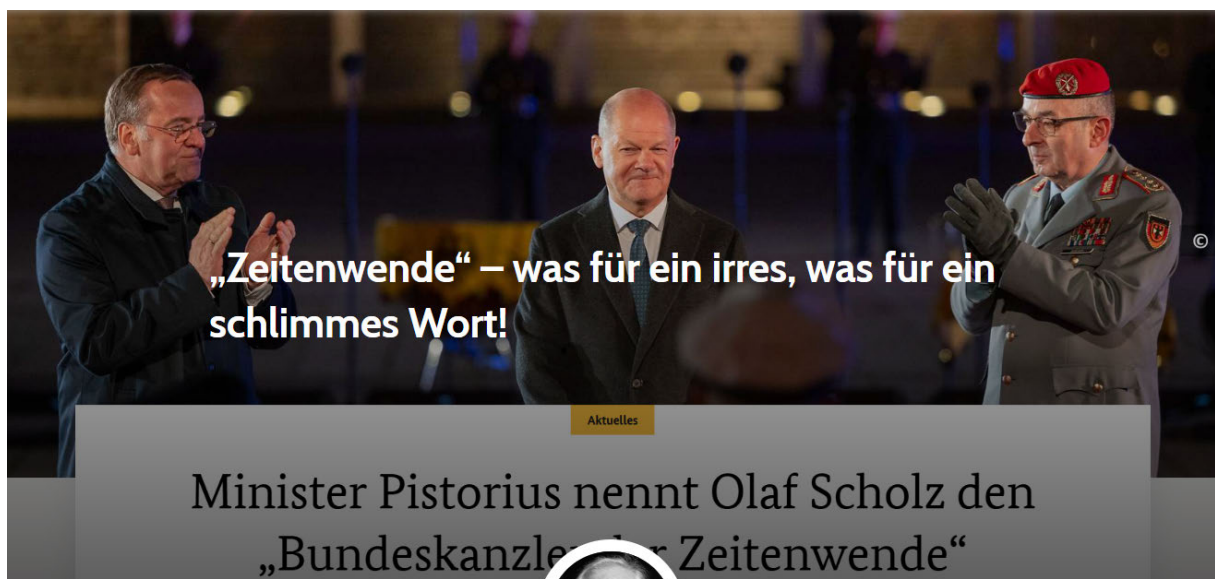 „Zeitenwende“ – was für ein irres, was für ein
schlimmes Wort!
©
Aktuelles
Minister Pistorius nennt Olaf Scholz den
Zeitenwende“